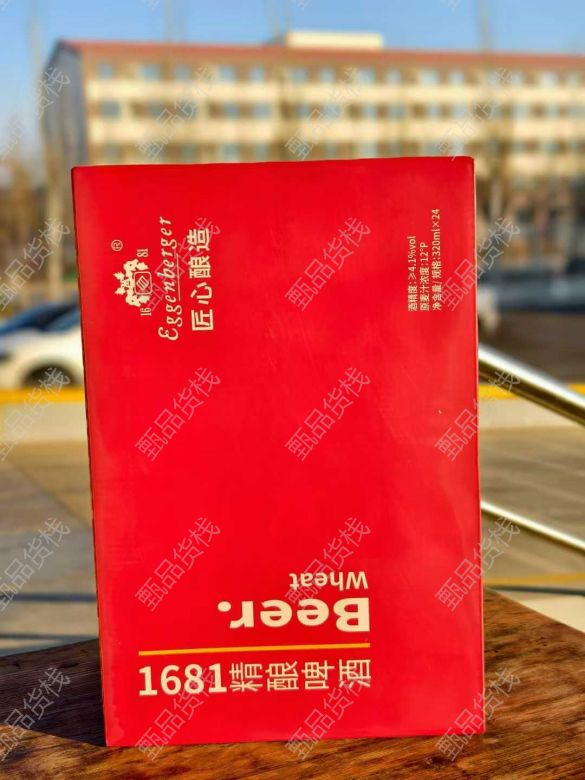 16 81
®
Eggenberger
匠心酿造
酒精度：≥4.1%vol
原麦汁浓度：12°P
净含量/规格：320ml×24
Wheat
Beer.
1681精酿啤酒
甄品货栈